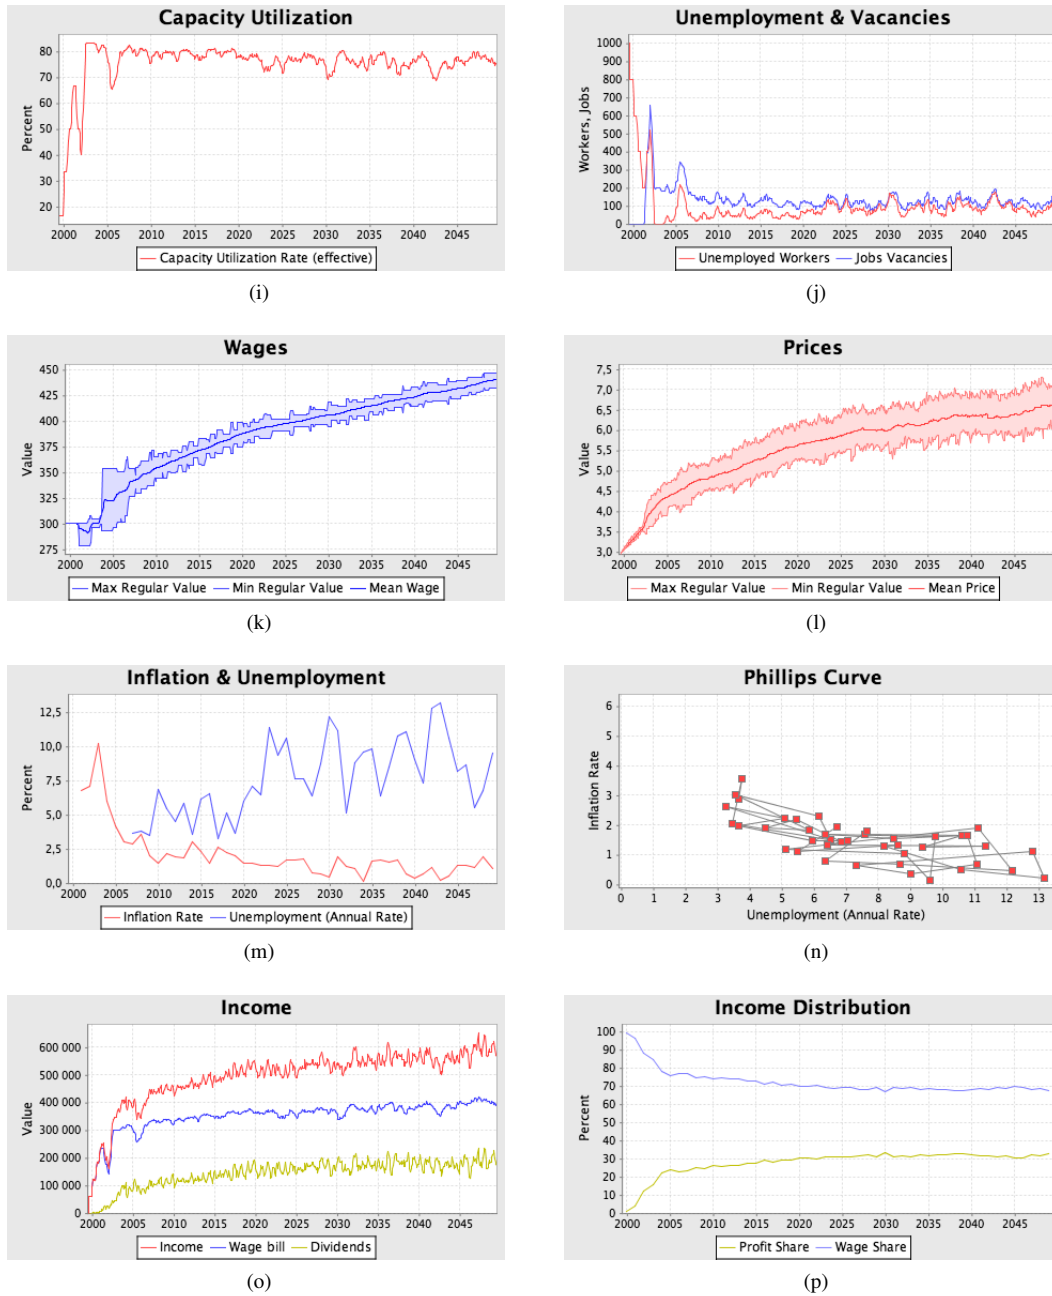 Capacity Utilization
Percent
80
70
60
50
40
30
20
2000 2005 2010 2015 2020 2025 2030 2035 2040 2045
Capacity Utilization Rate (effective)
(i)
Unemployment & Vacancies
Workers, Jobs
1000
900
800
700
600
500
400
300
200
100
0
2000 2005 2010 2015 2020 2025 2030 2035 2040 2045
Unemployed Workers Jobs Vacancies
(j)
Wages
Value
450
425
400
375
350
325
300
275
2000 2005 2010 2015 2020 2025 2030 2035 2040 2045
Max Regular Value Min Regular Value Mean Wage
(k)
Prices
Value
7,5
7,0
6,5
6,0
5,5
5,0
4,5
4,0
3,5
3,0
2000 2005 2010 2015 2020 2025 2030 2035 2040 2045
Max Regular Value Min Regular Value Mean Price
(l)
Inflation & Unemployment
Percent
12,5
10,0
7,5
5,0
2,5
0,0
2000 2005 2010 2015 2020 2025 2030 2035 2040 2045
Inflation Rate Unemployment (Annual Rate)
(m)
Phillips Curve
Inflation Rate
6
5
4
3
2
1
0
0 1 2 3 4 5 6 7 8 9 10 11 12 13
Unemployment (Annual Rate)
(n)
Income
Value
600 000
500 000
400 000
300 000
200 000
100 000
0
2000 2005 2010 2015 2020 2025 2030 2035 2040 2045
Income Wage bill Dividends
(o)
Income Distribution
Percent
100
90
80
70
60
50
40
30
20
10
0
2000 2005 2010 2015 2020 2025 2030 2035 2040 2045
Profit Share Wage Share
(p)